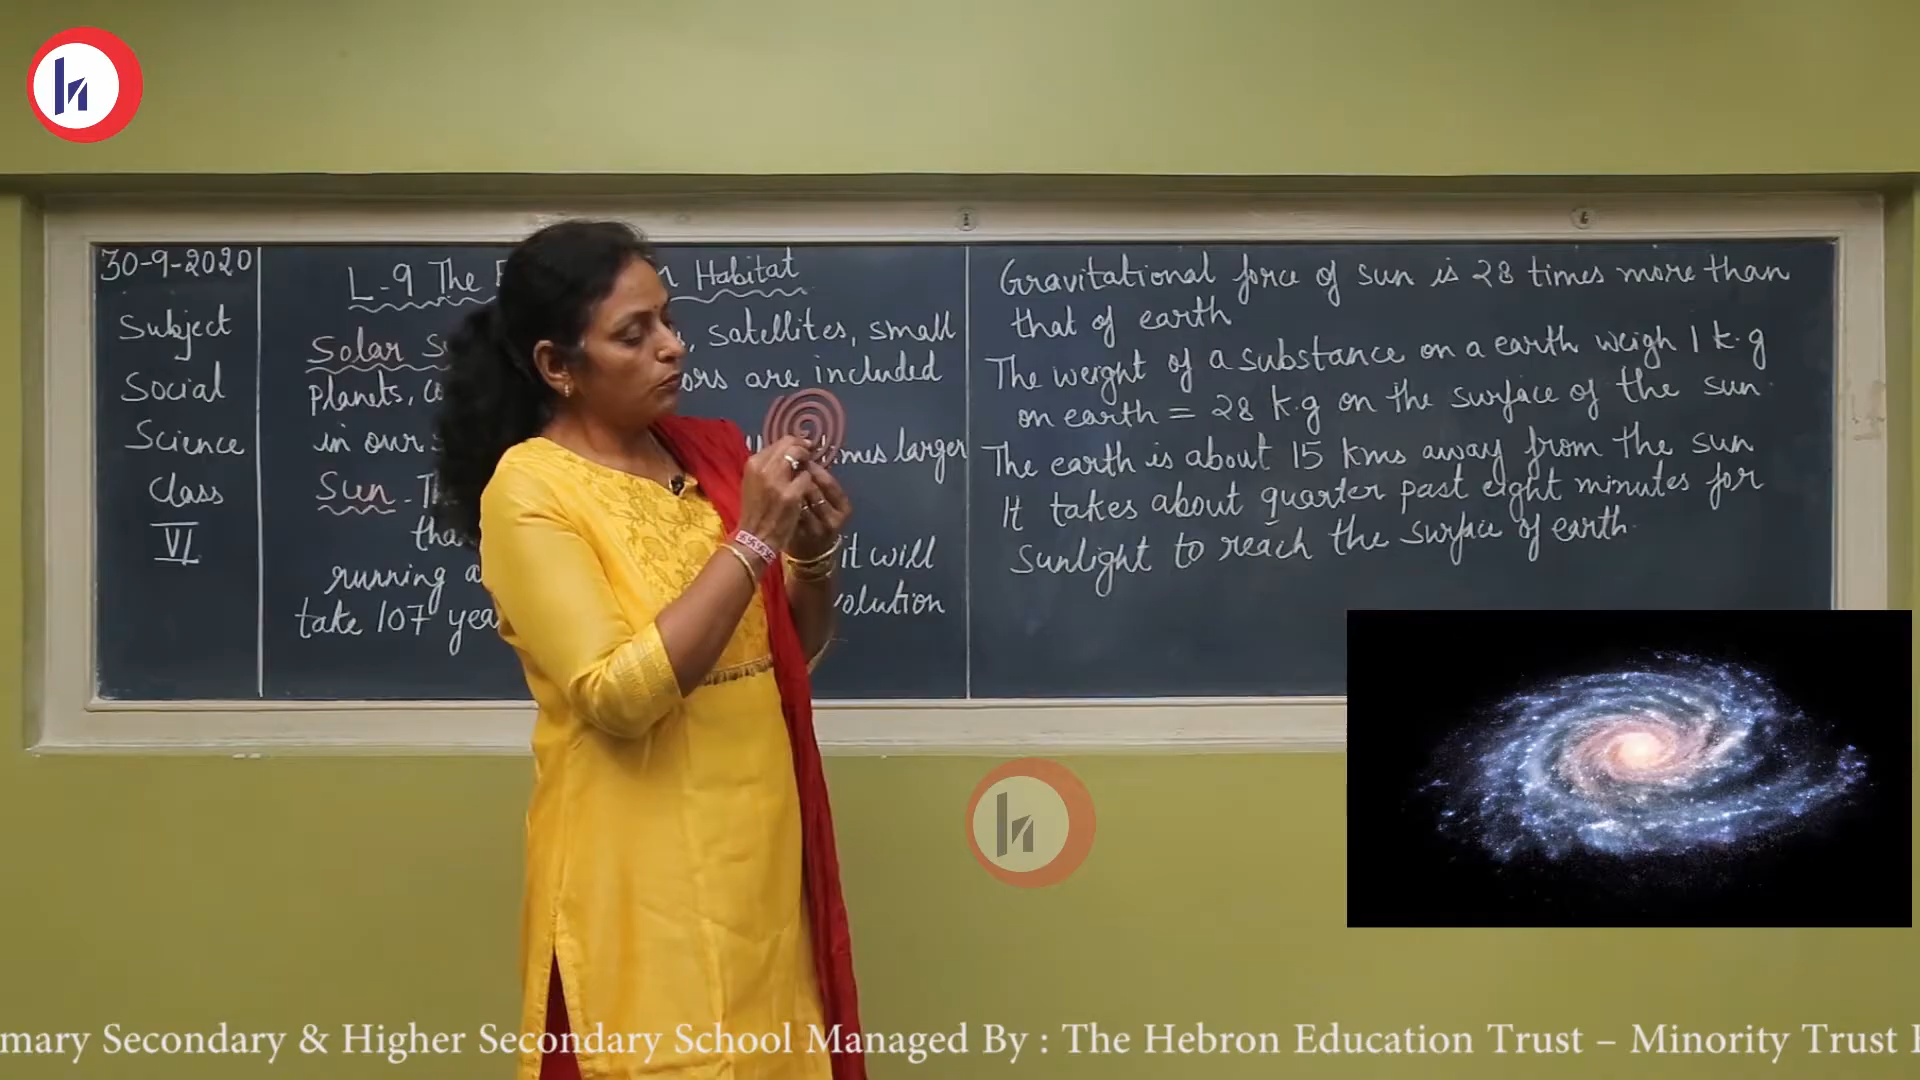 30-9-2020
Subject
Social
Science
Class
VI
L-9 The Habitat
Solar satellites, small
planets, are included
in our
times larger
Sun -
running it will
take 107
Gravitational force of sun is 28 times more than
that of earth
The weight of a substance on a earth weigh 1 k.g
on earth = 28 k.g on the surface of the sun
The earth is about 15 kms away from the sun
It takes about quarter past eight minutes for
sunlight to reach the surface of earth
Secondary & Higher Secondary School Managed By : The Hebron Education Trust – Minority Trust